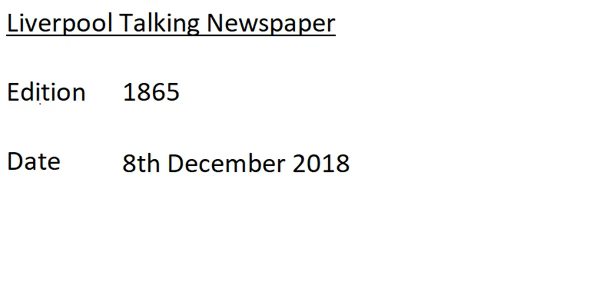 Liverpool Talking Newspaper
Edition 1865
Date 8th December 2018